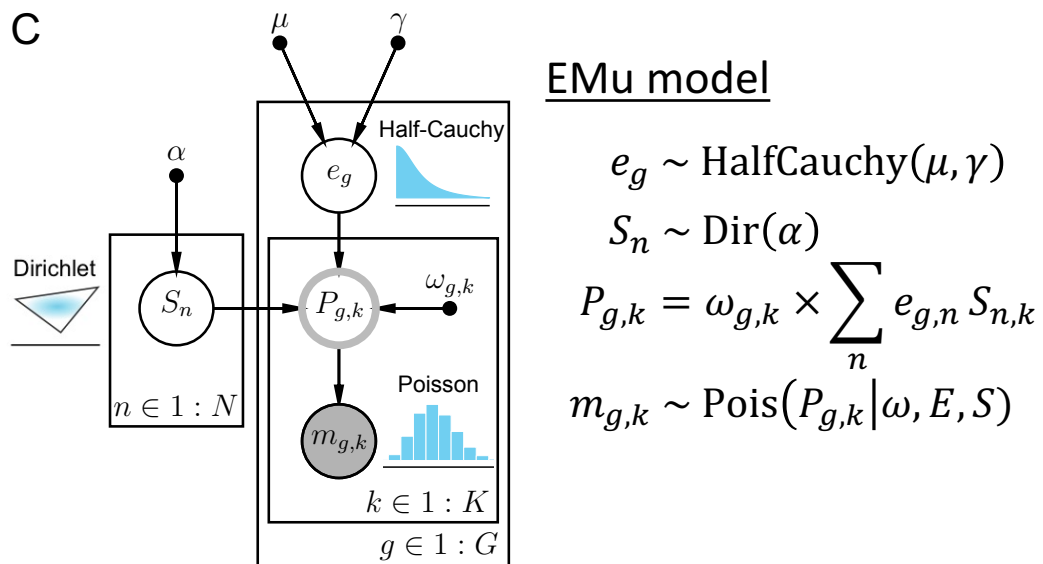 C
μ γ
Half-Cauchy
e_g
α
Dirichlet
S_n
P_{g,k}
ω_{g,k}
Poisson
m_{g,k}
n ∈ 1 : N
k ∈ 1 : K
g ∈ 1 : G
EMu model
e_g ~ HalfCauchy(μ, γ)
S_n ~ Dir(α)
P_{g,k} = ω_{g,k} × ∑_n e_{g,n} S_{n,k}
m_{g,k} ~ Pois(P_{g,k}|ω, E, S)